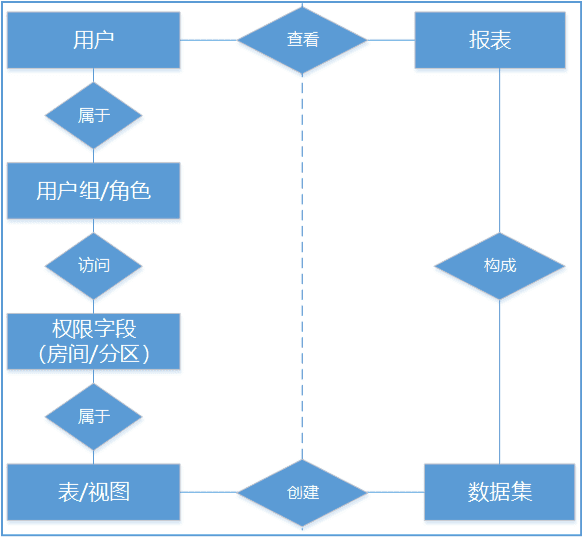 用户
查看
报表
属于
用户组/角色
访问
构成
权限字段
（房间/分区）
属于
表/视图
创建
数据集